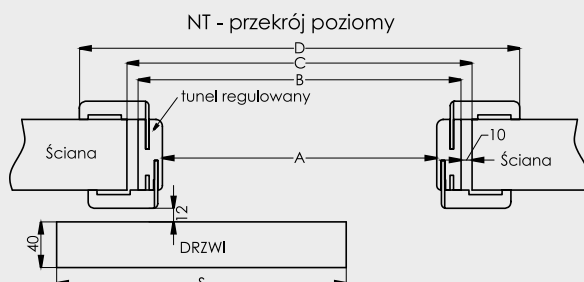 NT - przekrój poziomy
D
C
B
tunel regulowany
10
Ściana
A
Ściana
12
40
DRZWI
S